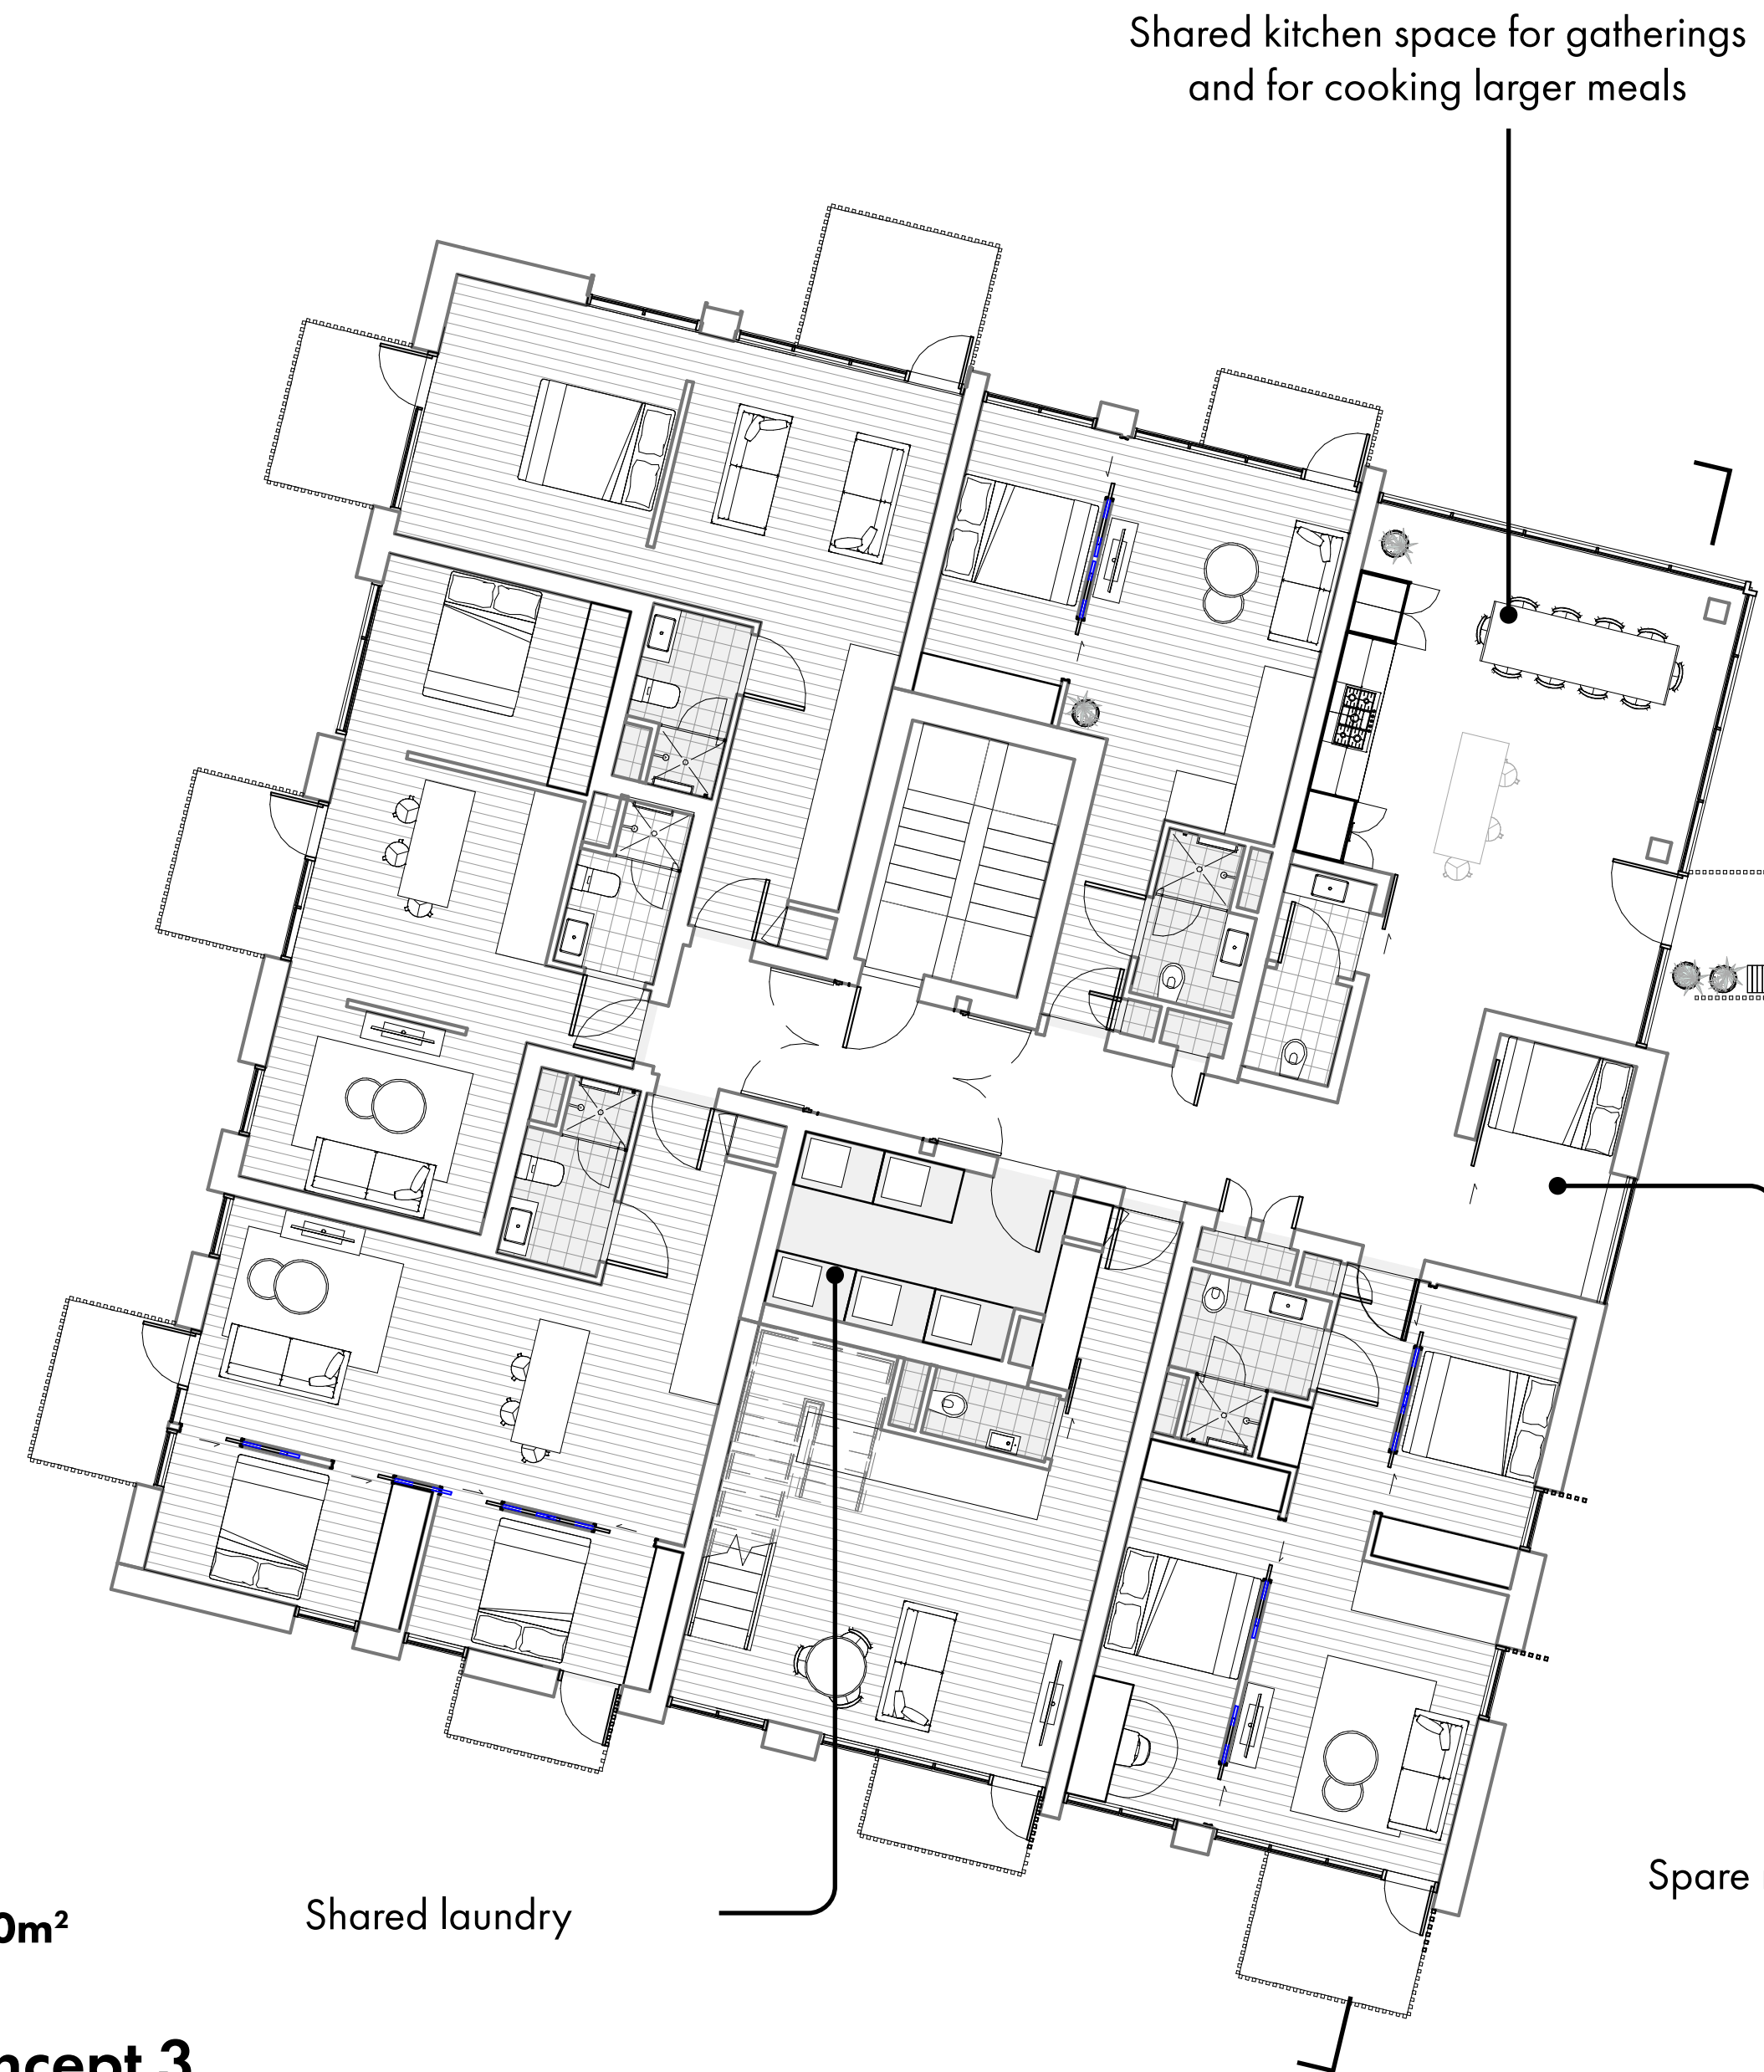 Shared kitchen space for gatherings
and for cooking larger meals
Spare
Shared laundry
0m²
ncept 3